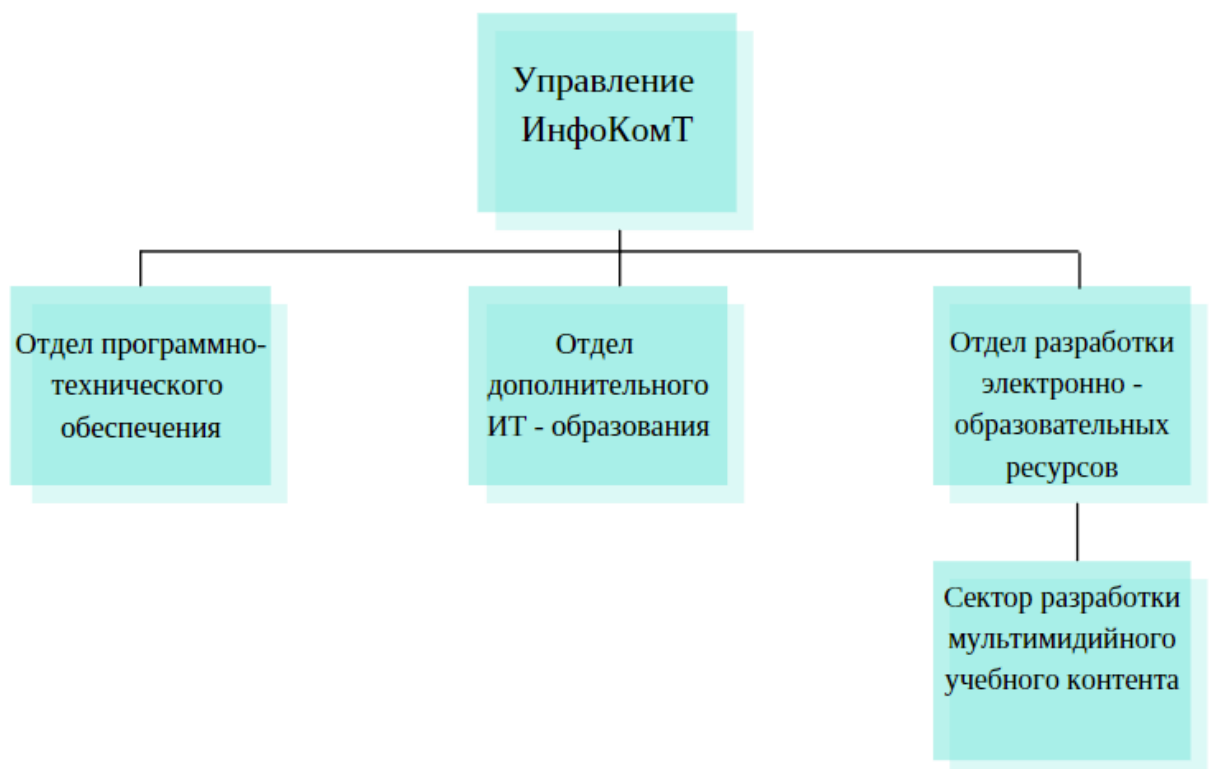 Управление
ИнфоКомТ
Отдел программно-
технического
обеспечения
Отдел
дополнительного
ИТ - образования
Отдел разработки
электронно -
образовательных
ресурсов
Сектор разработки
мультимидийного
учебного контента